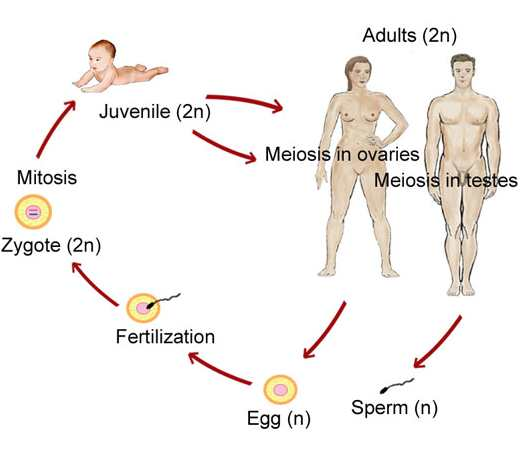 Adults (2n)
Juvenile (2n)
Meiosis in ovaries
Meiosis in testes
Mitosis
Zygote (2n)
Fertilization
Egg (n)
Sperm (n)